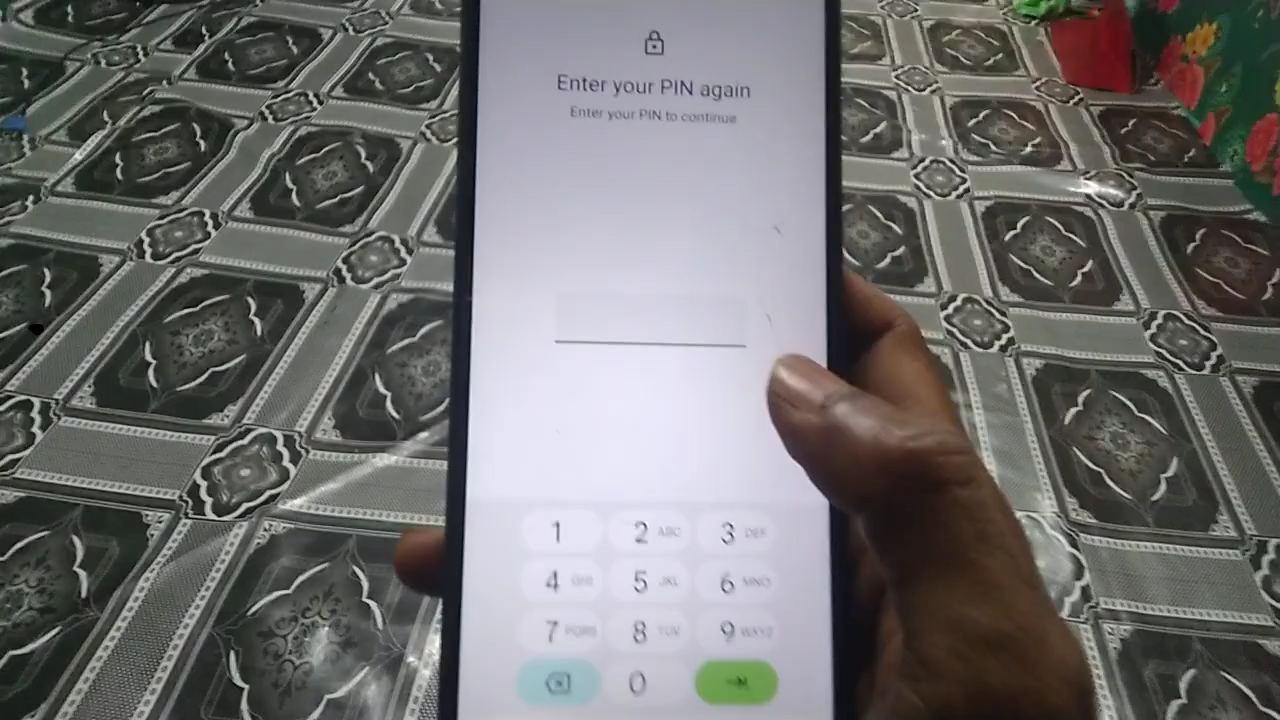 Enter your PIN again
Enter your PIN to continue
1 2 ABC 3 DEF
4 GHI 5 JKL 6 MNO
7 PQRS 8 TUV 9 WXYZ
0